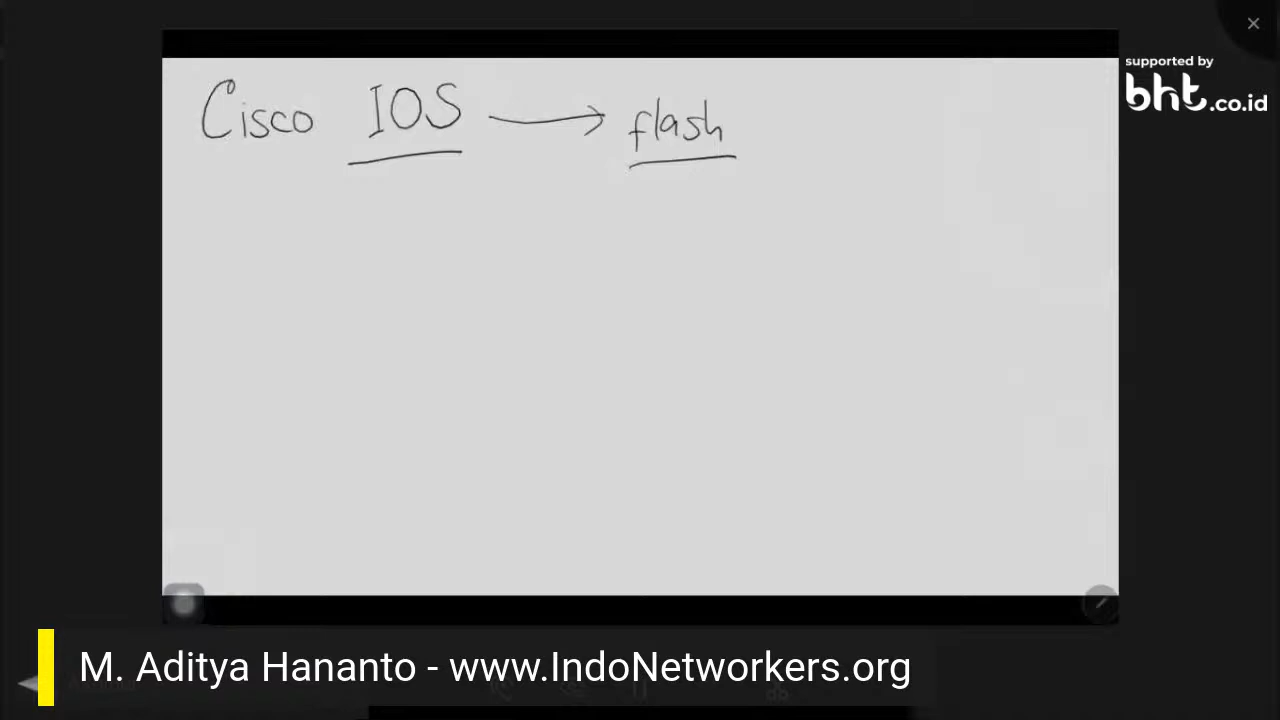 supported by
bht.co.id
Cisco IOS → flash
M. Aditya Hananto - www.IndoNetworkers.org